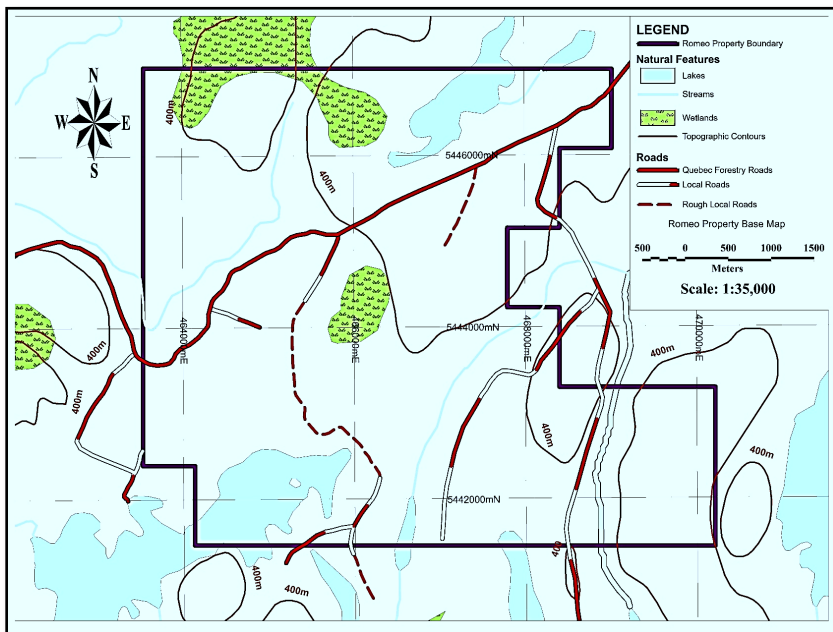 LEGEND
Romeo Property Boundary
Natural Features
Lakes
Streams
Wetlands
Topographic Contours
Roads
Quebec Forestry Roads
Local Roads
Rough Local Roads
Romeo Property Base Map
500 0 500 1000 1500
Meters
Scale: 1:35,000
N
W E
S
400m
5446000mN
400m
464000mE
466000mE
5444000mN
468000mE
470000mE
400m
400m
400m
400m
5442000mN
400m
400m
400